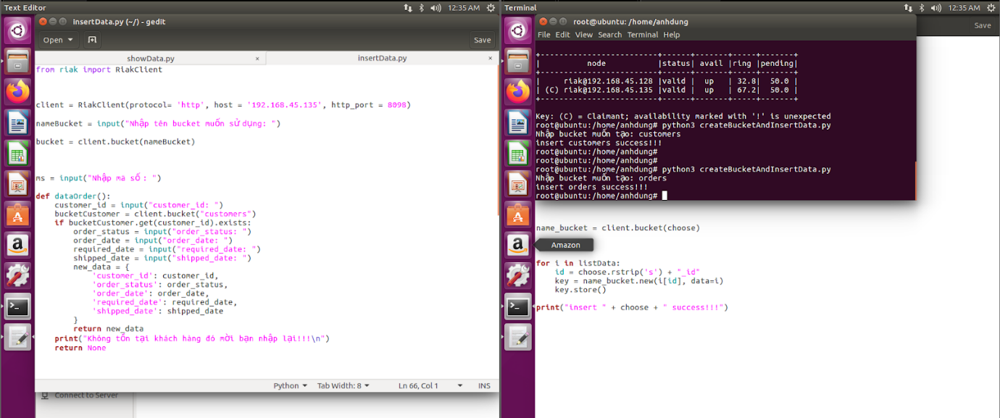 Text Editor
12:35 AM
insertData.py (~/) - gedit
Open
Save
showData.py
insertData.py
from riak import RiakClient
client = RiakClient(protocol= 'http', host = '192.168.45.135', http_port = 8098)
nameBucket = input("Nhập tên bucket muốn sử dụng: ")
bucket = client.bucket(nameBucket)
ms = input("Nhập mã số : ")
def dataOrder():
customer_id = input("customer_id: ")
bucketCustomer = client.bucket("customers")
if bucketCustomer.get(customer_id).exists:
order_status = input("order_status: ")
order_date = input("order_date: ")
required_date = input("required_date: ")
shipped_date = input("shipped_date: ")
new_data = {
'customer_id': customer_id,
'order_status': order_status,
'order_date': order_date,
'required_date': required_date,
'shipped_date': shipped_date
}
return new_data
print("Không tồn tại khách hàng đó mời bạn nhập lại!!!\n")
return None
Python
Tab Width: 8
Ln 66, Col 1
INS
Connect to Server
Terminal
12:35 AM
root@ubuntu: /home/anhdung
File Edit View Search Terminal Help
Save
+--------------------------+------+-------+-----+-------+
| node |status| avail |ring |pending|
+--------------------------+------+-------+-----+-------+
| riak@192.168.45.128 |valid | up | 32.8| 50.0 |
| (C) riak@192.168.45.135 |valid | up | 67.2| 50.0 |
+--------------------------+------+-------+-----+-------+
Key: (C) = Claimant; availability marked with '!' is unexpected
root@ubuntu:/home/anhdung# python3 createBucketAndInsertData.py
Nhập bucket muốn tạo: customers
insert customers success!!!
root@ubuntu:/home/anhdung#
root@ubuntu:/home/anhdung#
root@ubuntu:/home/anhdung# python3 createBucketAndInsertData.py
Nhập bucket muốn tạo: orders
insert orders success!!!
root@ubuntu:/home/anhdung#
name_bucket = client.bucket(choose)
Amazon
for i in listData:
id = choose.rstrip('s') + "_id"
key = name_bucket.new(i[id], data=i)
key.store()
print("insert " + choose + " success!!!")